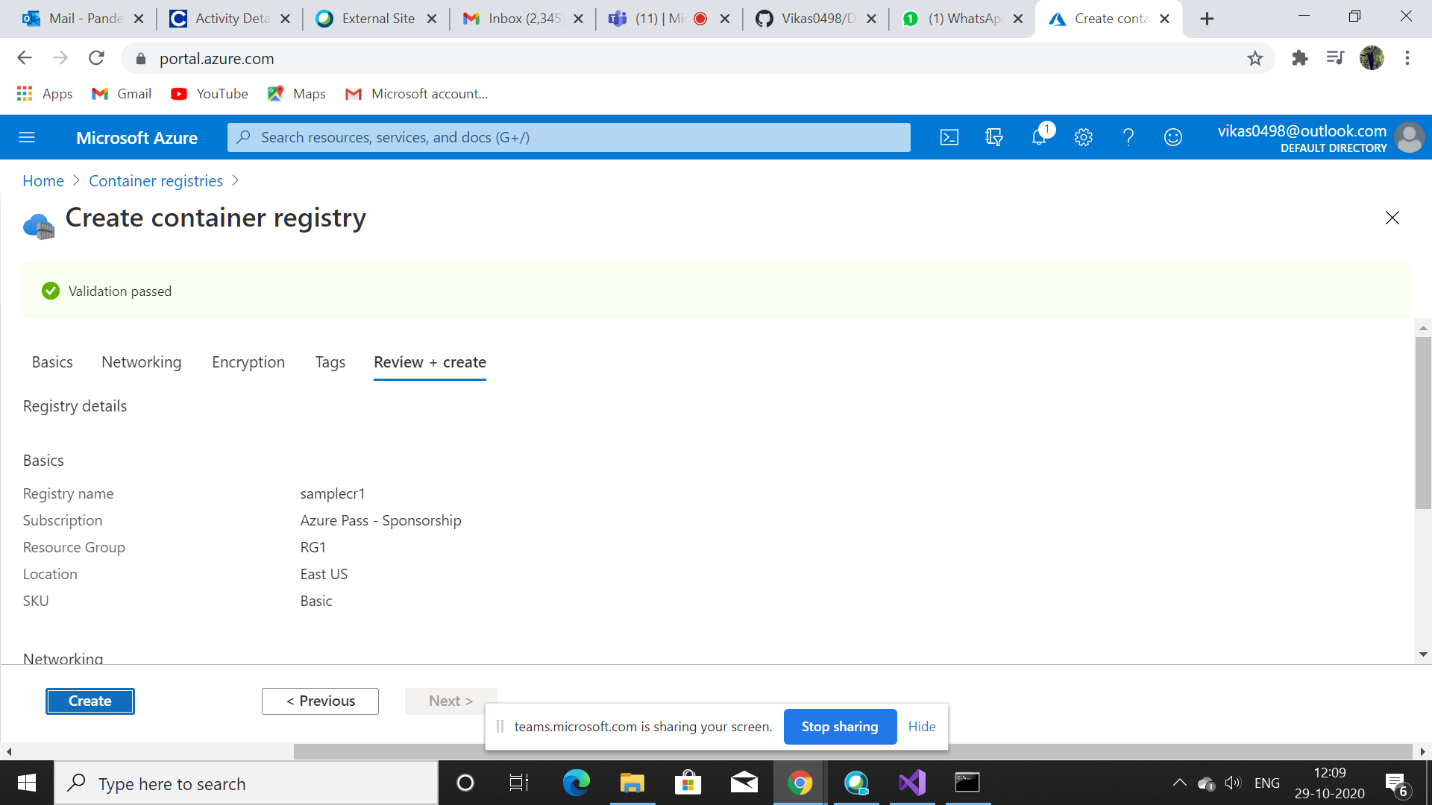 Mail - Pande
Activity Deta
External Site
Inbox (2,345
(11) | Mi
Vikas0498/D
(1) WhatsAp
Create conta
portal.azure.com
Apps
Gmail
YouTube
Maps
Microsoft account...
Microsoft Azure
Search resources, services, and docs (G+/)
1
vikas0498@outlook.com
DEFAULT DIRECTORY
Home > Container registries >
Create container registry
Validation passed
Basics Networking Encryption Tags Review + create
Registry details
Basics
Registry name samplecr1
Subscription Azure Pass - Sponsorship
Resource Group RG1
Location East US
SKU Basic
Networking
Create
< Previous
Next >
teams.microsoft.com is sharing your screen.
Stop sharing
Hide
Type here to search
ENG
12:09
29-10-2020
6